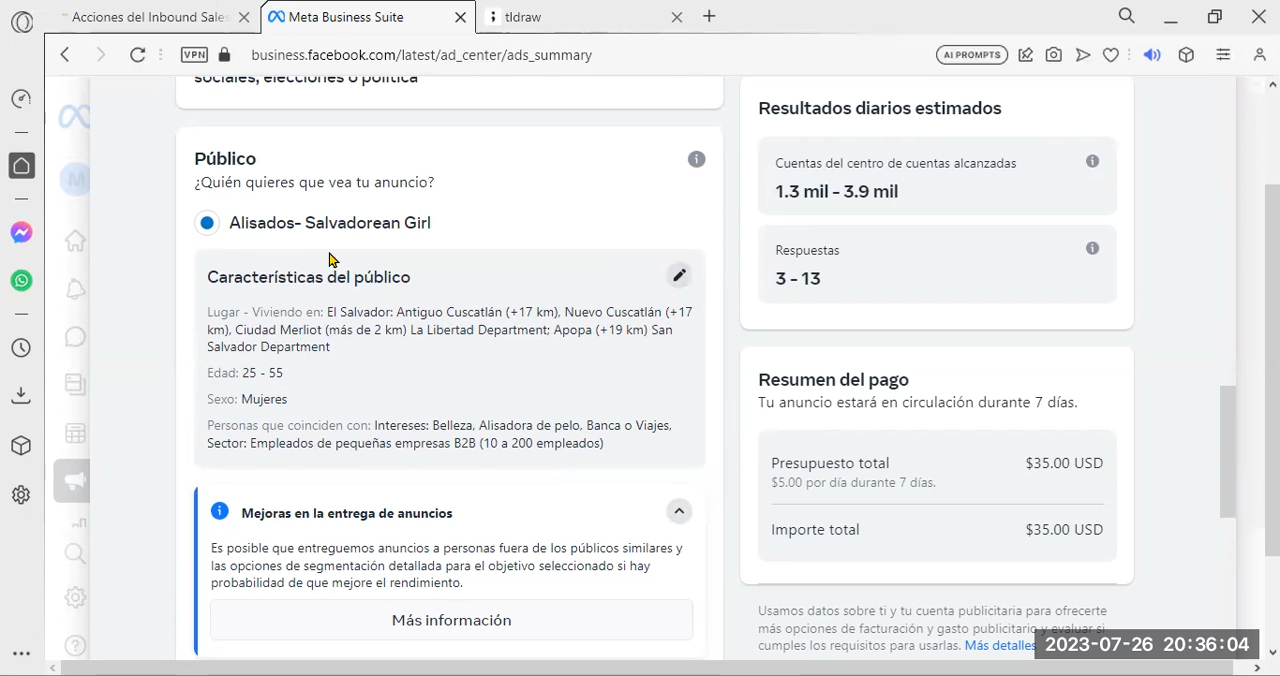 Acciones del Inbound Sales
Meta Business Suite
tldraw
VPN
business.facebook.com/latest/ad_center/ads_summary
AI PROMPTS
sociales, elecciones o política
Público
¿Quién quieres que vea tu anuncio?
Alisados- Salvadorean Girl
Características del público
Lugar - Viviendo en: El Salvador: Antiguo Cuscatlán (+17 km), Nuevo Cuscatlán (+17
km), Ciudad Merliot (más de 2 km) La Libertad Department; Apopa (+19 km) San
Salvador Department
Edad: 25 - 55
Sexo: Mujeres
Personas que coinciden con: Intereses: Belleza, Alisadora de pelo, Banca o Viajes,
Sector: Empleados de pequeñas empresas B2B (10 a 200 empleados)
Mejoras en la entrega de anuncios
Es posible que entreguemos anuncios a personas fuera de los públicos similares y
las opciones de segmentación detallada para el objetivo seleccionado si hay
probabilidad de que mejore el rendimiento.
Más información
Resultados diarios estimados
Cuentas del centro de cuentas alcanzadas
1.3 mil - 3.9 mil
Respuestas
3 - 13
Resumen del pago
Tu anuncio estará en circulación durante 7 días.
Presupuesto total $35.00 USD
$5.00 por día durante 7 días.
Importe total $35.00 USD
Usamos datos sobre ti y tu cuenta publicitaria para ofrecerte
más opciones de facturación y gasto publicitario y evaluar si
cumples los requisitos para usarlas. Más detalles
2023-07-26 20:36:04